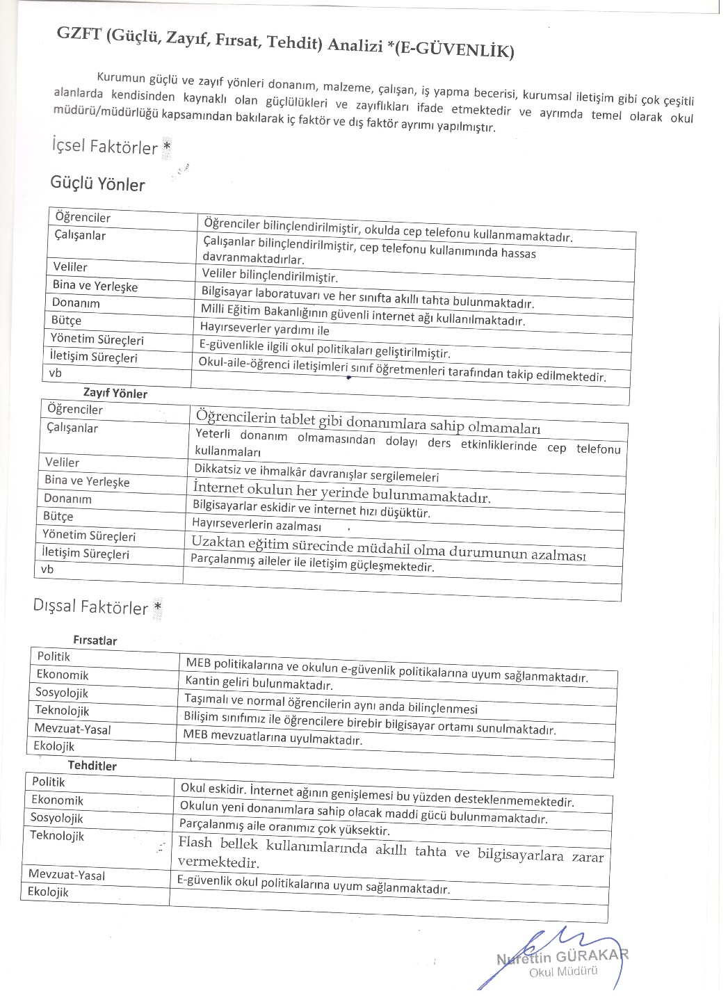 GZFT (Güçlü, Zayıf, Fırsat, Tehdit) Analizi *(E-GÜVENLİK)
Kurumun güçlü ve zayıf yönleri donanım, malzeme, çalışan, iş yapma becerisi, kurumsal iletişim gibi çok çeşitli
alanlarda kendisinden kaynaklı olan güçlülükleri ve zayıflıkları ifade etmektedir ve ayrımda temel olarak okul
müdürü/müdürlüğü kapsamından bakılarak iç faktör ve dış faktör ayrımı yapılmıştır.
İçsel Faktörler *
Güçlü Yönler
Öğrenciler Öğrenciler bilinçlendirilmiştir, okulda cep telefonu kullanmamaktadır.
Çalışanlar Çalışanlar bilinçlendirilmiştir, cep telefonu kullanımında hassas
davranmaktadırlar.
Veliler Veliler bilinçlendirilmiştir.
Bina ve Yerleşke Bilgisayar laboratuvarı ve her sınıfta akıllı tahta bulunmaktadır.
Donanım Milli Eğitim Bakanlığının güvenli internet ağı kullanılmaktadır.
Bütçe Hayırseverler yardımı ile
Yönetim Süreçleri E-güvenlikle ilgili okul politikaları geliştirilmiştir.
İletişim Süreçleri Okul-aile-öğrenci iletişimleri sınıf öğretmenleri tarafından takip edilmektedir.
vb
Zayıf Yönler
Öğrenciler Öğrencilerin tablet gibi donanımlara sahip olmamaları
Çalışanlar Yeterli donanım olmamasından dolayı ders etkinliklerinde cep telefonu
kullanmaları
Veliler Dikkatsiz ve ihmalkâr davranışlar sergilemeleri
Bina ve Yerleşke İnternet okulun her yerinde bulunmamaktadır.
Donanım Bilgisayarlar eskidir ve internet hızı düşüktür.
Bütçe Hayırseverlerin azalması
Yönetim Süreçleri Uzaktan eğitim sürecinde müdahil olma durumunun azalması
İletişim Süreçleri Parçalanmış aileler ile iletişim güçleşmektedir.
vb
Dışsal Faktörler *
Fırsatlar
Politik MEB politikalarına ve okulun e-güvenlik politikalarına uyum sağlanmaktadır.
Ekonomik Kantin geliri bulunmaktadır.
Sosyolojik Taşımalı ve normal öğrencilerin aynı anda bilinçlenmesi
Teknolojik Bilişim sınıfımız ile öğrencilere birebir bilgisayar ortamı sunulmaktadır.
Mevzuat-Yasal MEB mevzuatlarına uyulmaktadır.
Ekolojik
Tehditler
Politik Okul eskidir. İnternet ağının genişlemesi bu yüzden desteklenmemektedir.
Ekonomik Okulun yeni donanımlara sahip olacak maddi gücü bulunmamaktadır.
Sosyolojik Parçalanmış aile oranımız çok yüksektir.
Teknolojik Flash bellek kullanımlarında akıllı tahta ve bilgisayarlara zarar
vermektedir.
Mevzuat-Yasal E-güvenlik okul politikalarına uyum sağlanmaktadır.
Ekolojik
Nurettin GÜRAKAR
Okul Müdürü